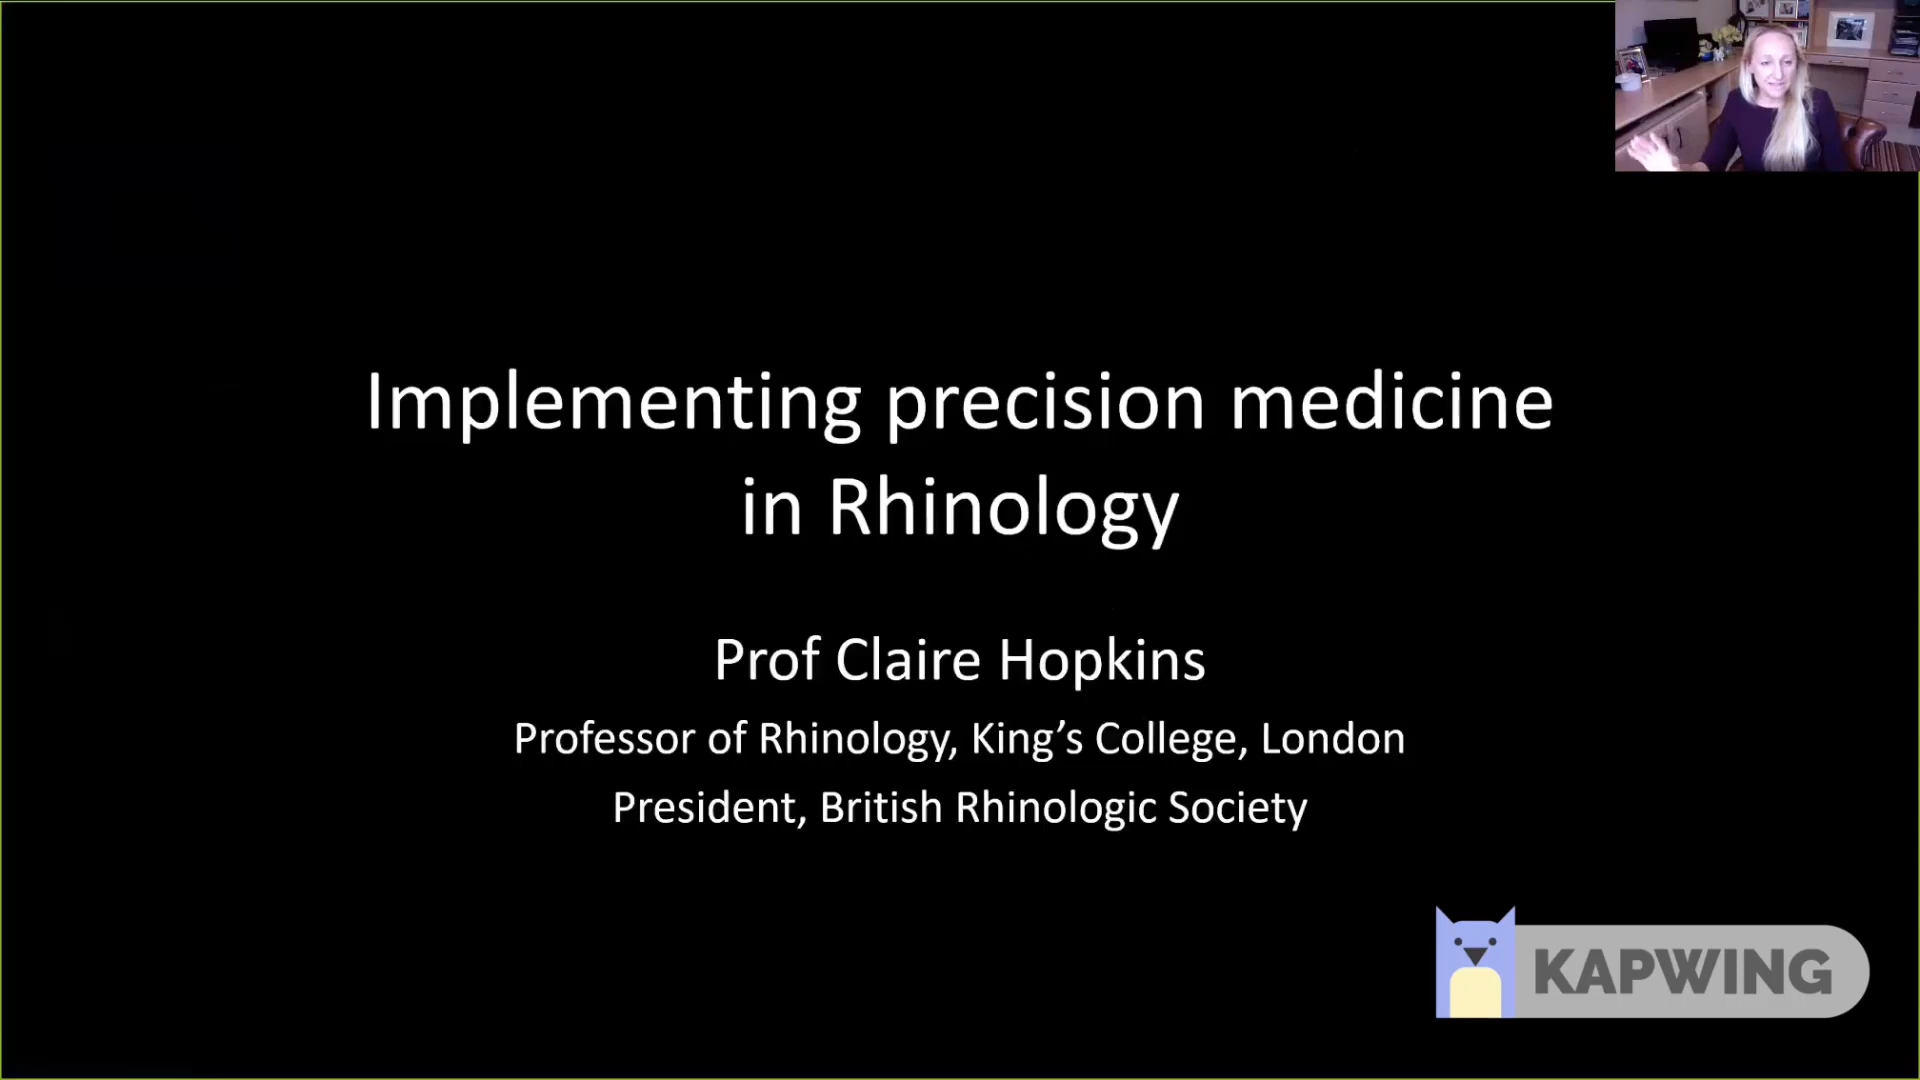 Implementing precision medicine
in Rhinology
Prof Claire Hopkins
Professor of Rhinology, King’s College, London
President, British Rhinologic Society
KAPWING